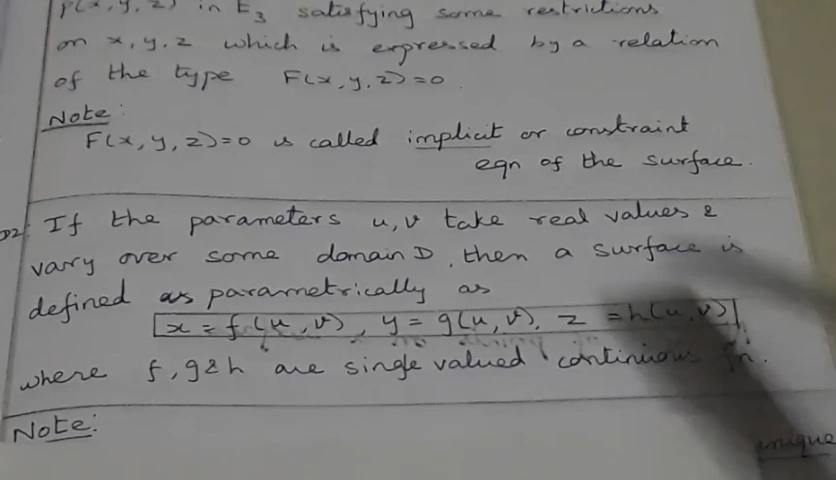 P(x, y, z) in E3 satisfying some restrictions
on x, y, z which is expressed by a relation
of the type F(x, y, z) = 0.
Note:
F(x, y, z) = 0 is called implicit or constraint
eqn of the surface.
D2: If the parameters u, v take real values &
vary over some domain D, then a surface is
defined as parametrically as
x = f(u, v), y = g(u, v), z = h(u, v)
where f, g & h are single valued continuous fn.
Note:
unique